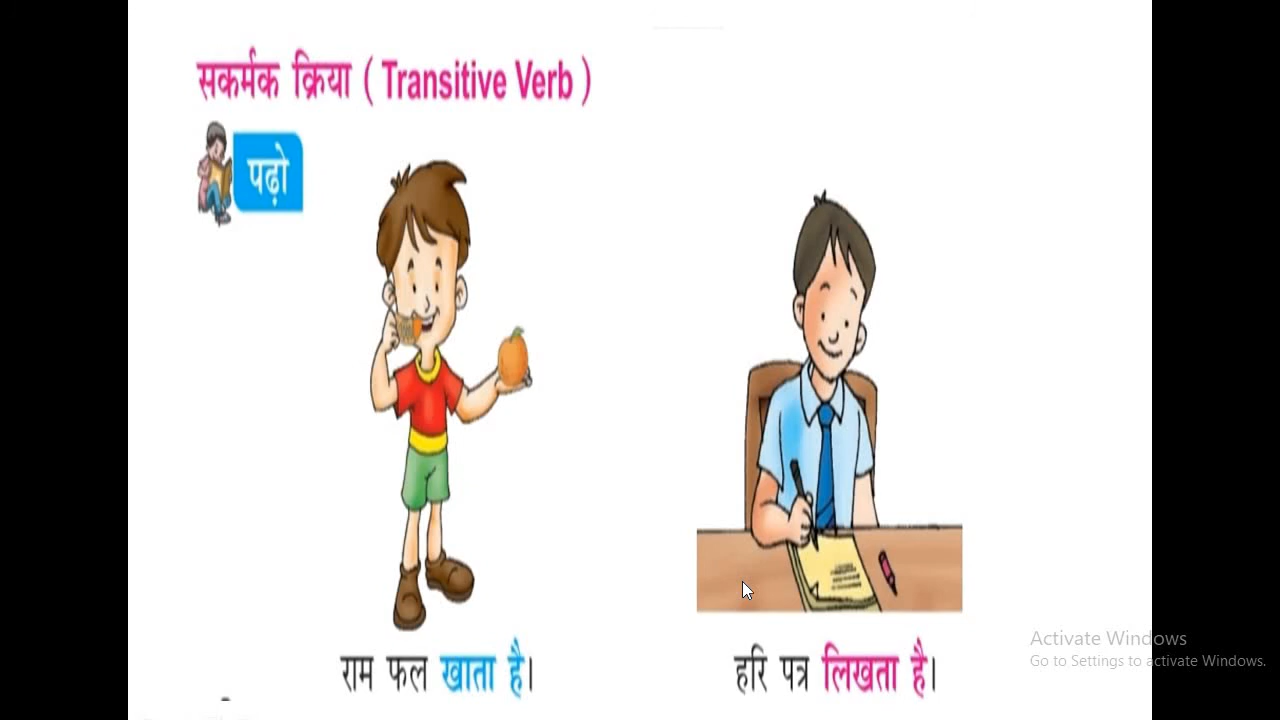 सकर्मक क्रिया ( Transitive Verb )
पढ़ो
राम फल खाता है।
हरि पत्र लिखता है।
Activate Windows
Go to Settings to activate Windows.